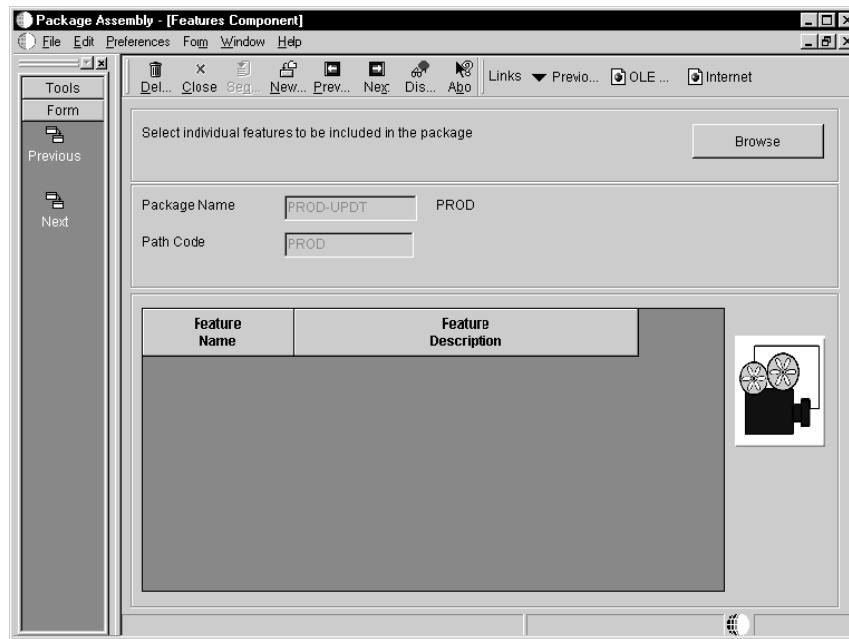 Package Assembly - [Features Component]
File Edit Preferences Form Window Help
Del... Close Seq... New... Prev... Nex: Dis... Abo Links Previo... OLE ... Internet
Tools
Form
Previous
Next
Select individual features to be included in the package
Browse
Package Name PROD-UPDT PROD
Path Code PROD
Feature Name
Feature Description